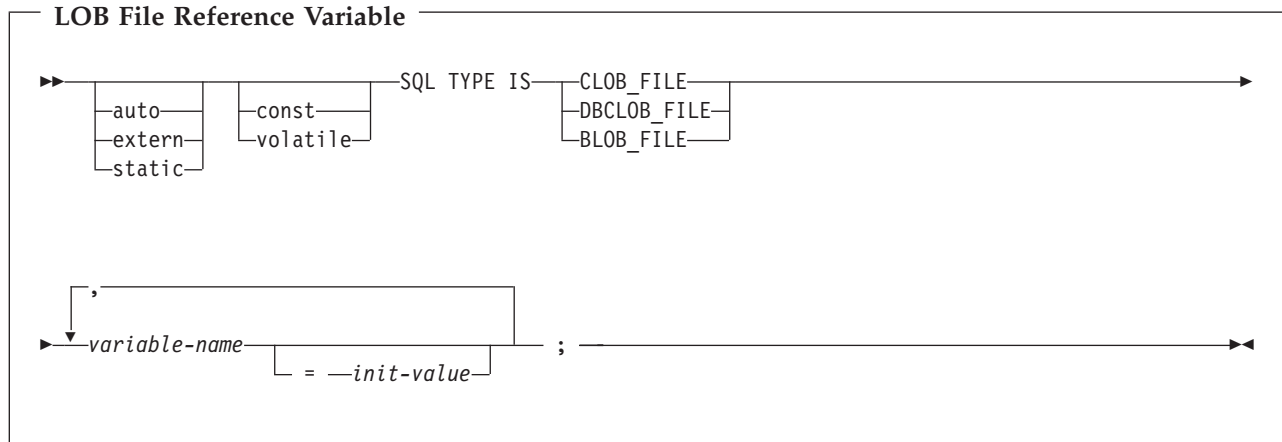 LOB File Reference Variable
SQL TYPE IS CLOB_FILE
auto const DBCLOB_FILE
extern volatile BLOB_FILE
static
,
variable-name ;
= init-value